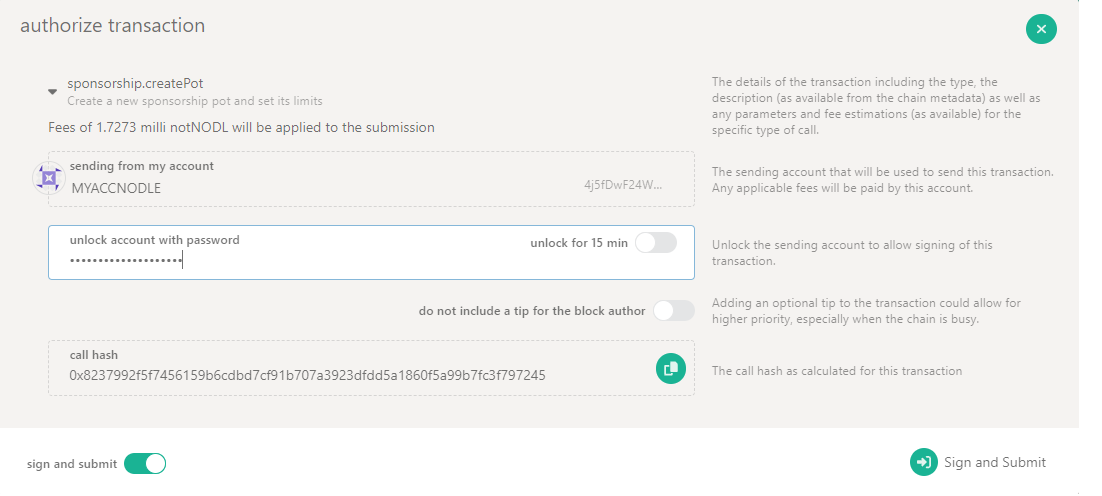 authorize transaction
sponsorship.createPot
Create a new sponsorship pot and set its limits
Fees of 1.7273 milli notNODL will be applied to the submission
The details of the transaction including the type, the
description (as available from the chain metadata) as well as
any parameters and fee estimations (as available) for the
specific type of call.
sending from my account
MYACCNODLE
4j5fDwF24W...
The sending account that will be used to send this transaction.
Any applicable fees will be paid by this account.
unlock account with password
unlock for 15 min
••••••••••••••••••••
Unlock the sending account to allow signing of this
transaction.
do not include a tip for the block author
Adding an optional tip to the transaction could allow for
higher priority, especially when the chain is busy.
call hash
0x8237992f5f7456159b6cdbd7cf91b707a3923dfdd5a1860f5a99b7fc3f797245
The call hash as calculated for this transaction
sign and submit
Sign and Submit